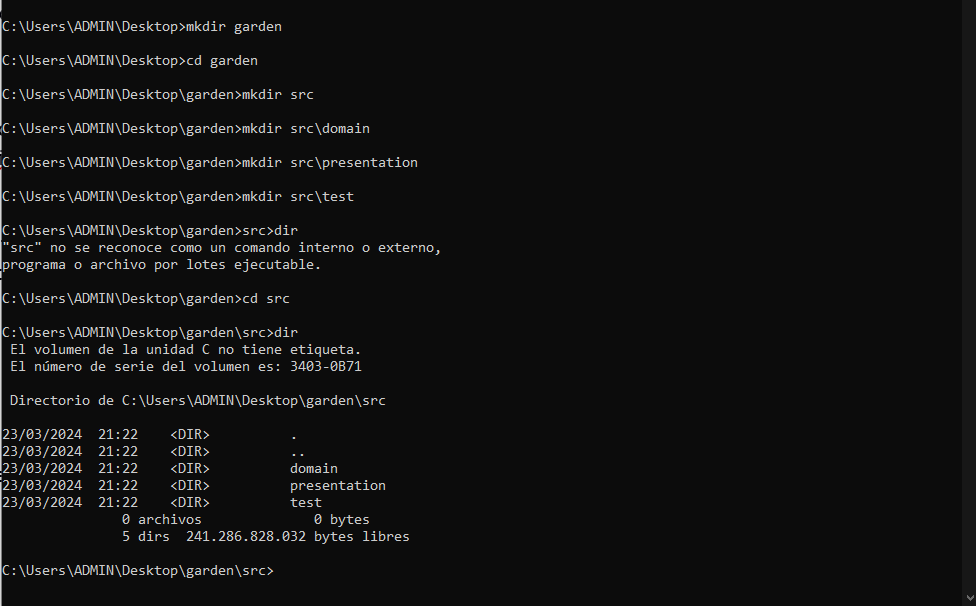 C:\Users\ADMIN\Desktop>mkdir garden
C:\Users\ADMIN\Desktop>cd garden
C:\Users\ADMIN\Desktop\garden>mkdir src
C:\Users\ADMIN\Desktop\garden>mkdir src\domain
C:\Users\ADMIN\Desktop\garden>mkdir src\presentation
C:\Users\ADMIN\Desktop\garden>mkdir src\test
C:\Users\ADMIN\Desktop\garden>src>dir
"src" no se reconoce como un comando interno o externo,
programa o archivo por lotes ejecutable.
C:\Users\ADMIN\Desktop\garden>cd src
C:\Users\ADMIN\Desktop\garden\src>dir
 El volumen de la unidad C no tiene etiqueta.
 El número de serie del volumen es: 3403-0B71
 Directorio de C:\Users\ADMIN\Desktop\garden\src
23/03/2024  21:22    <DIR>          .
23/03/2024  21:22    <DIR>          ..
23/03/2024  21:22    <DIR>          domain
23/03/2024  21:22    <DIR>          presentation
23/03/2024  21:22    <DIR>          test
               0 archivos              0 bytes
               5 dirs  241.286.828.032 bytes libres
C:\Users\ADMIN\Desktop\garden\src>